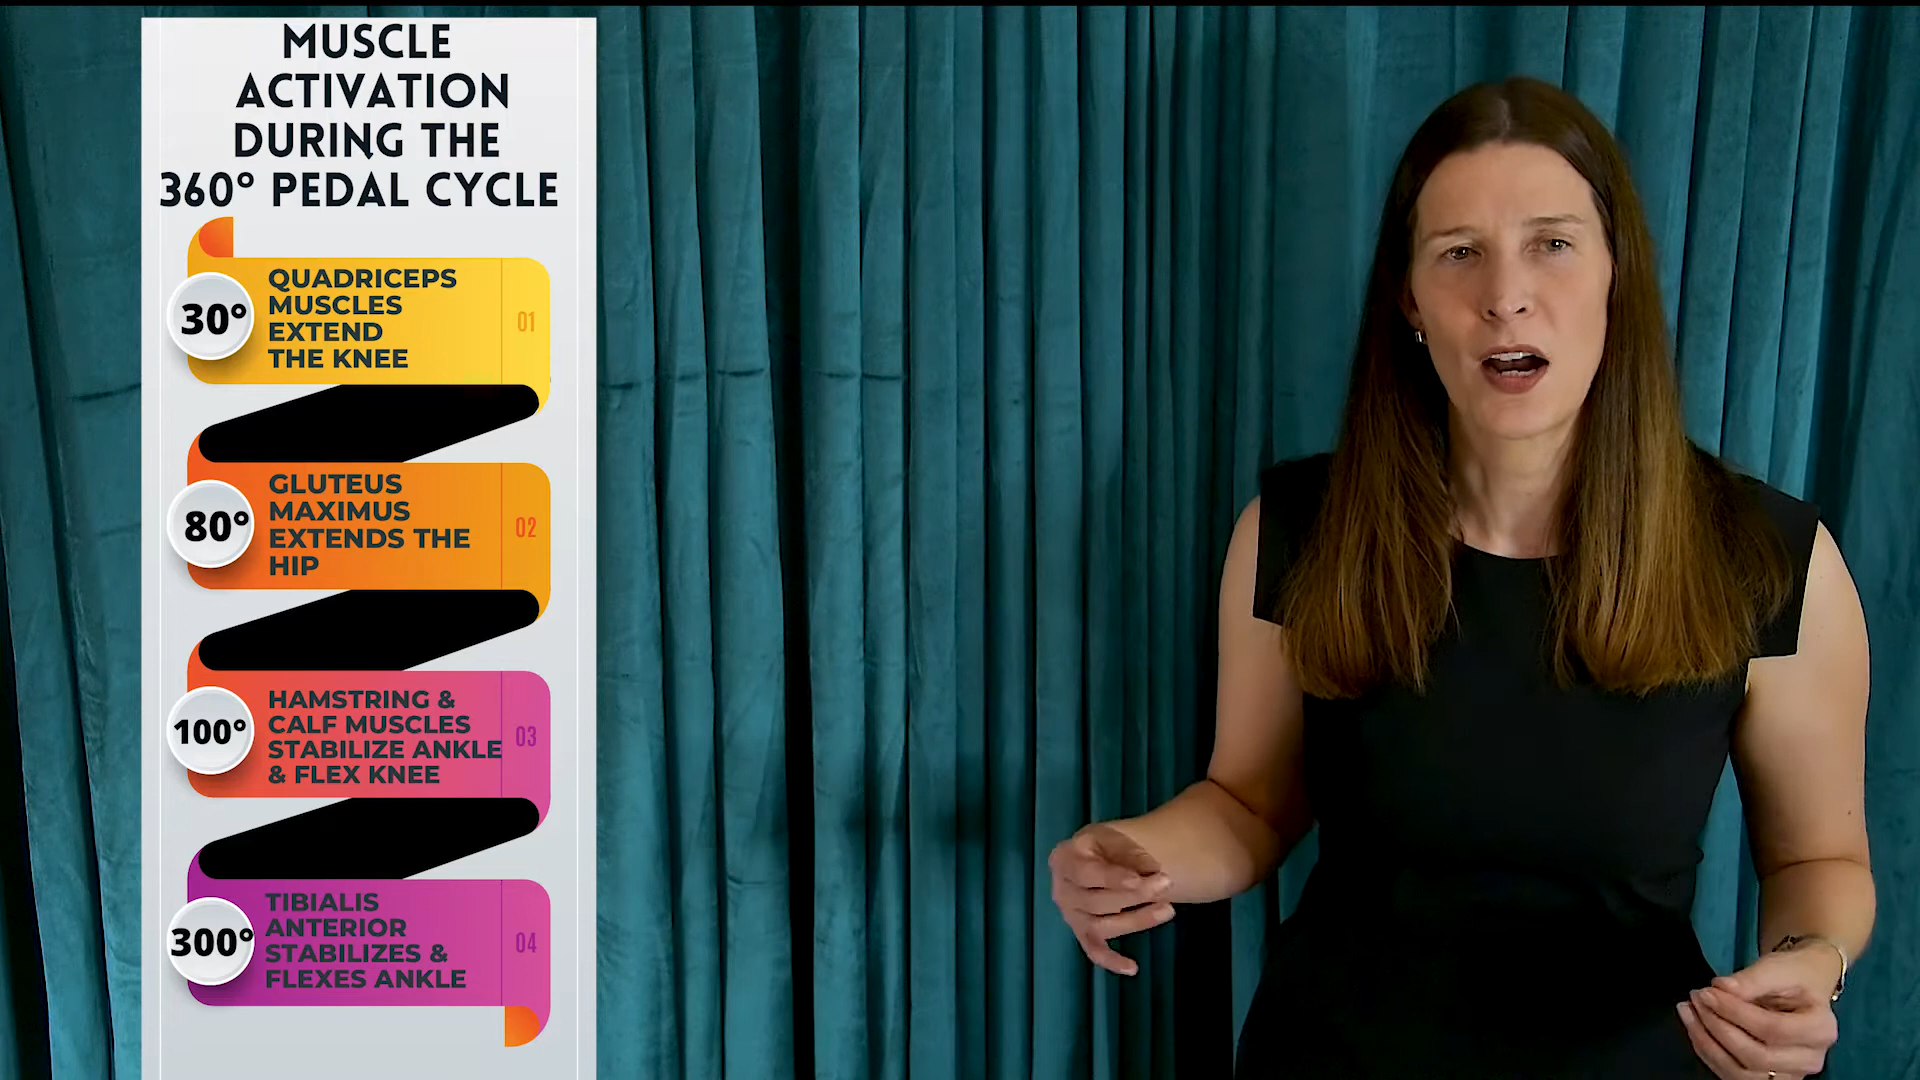 MUSCLE
ACTIVATION
DURING THE
360° PEDAL CYCLE
30°
QUADRICEPS
MUSCLES
EXTEND
THE KNEE
01
80°
GLUTEUS
MAXIMUS
EXTENDS THE
HIP
02
100°
HAMSTRING &
CALF MUSCLES
STABILIZE ANKLE
& FLEX KNEE
03
300°
TIBIALIS
ANTERIOR
STABILIZES &
FLEXES ANKLE
04